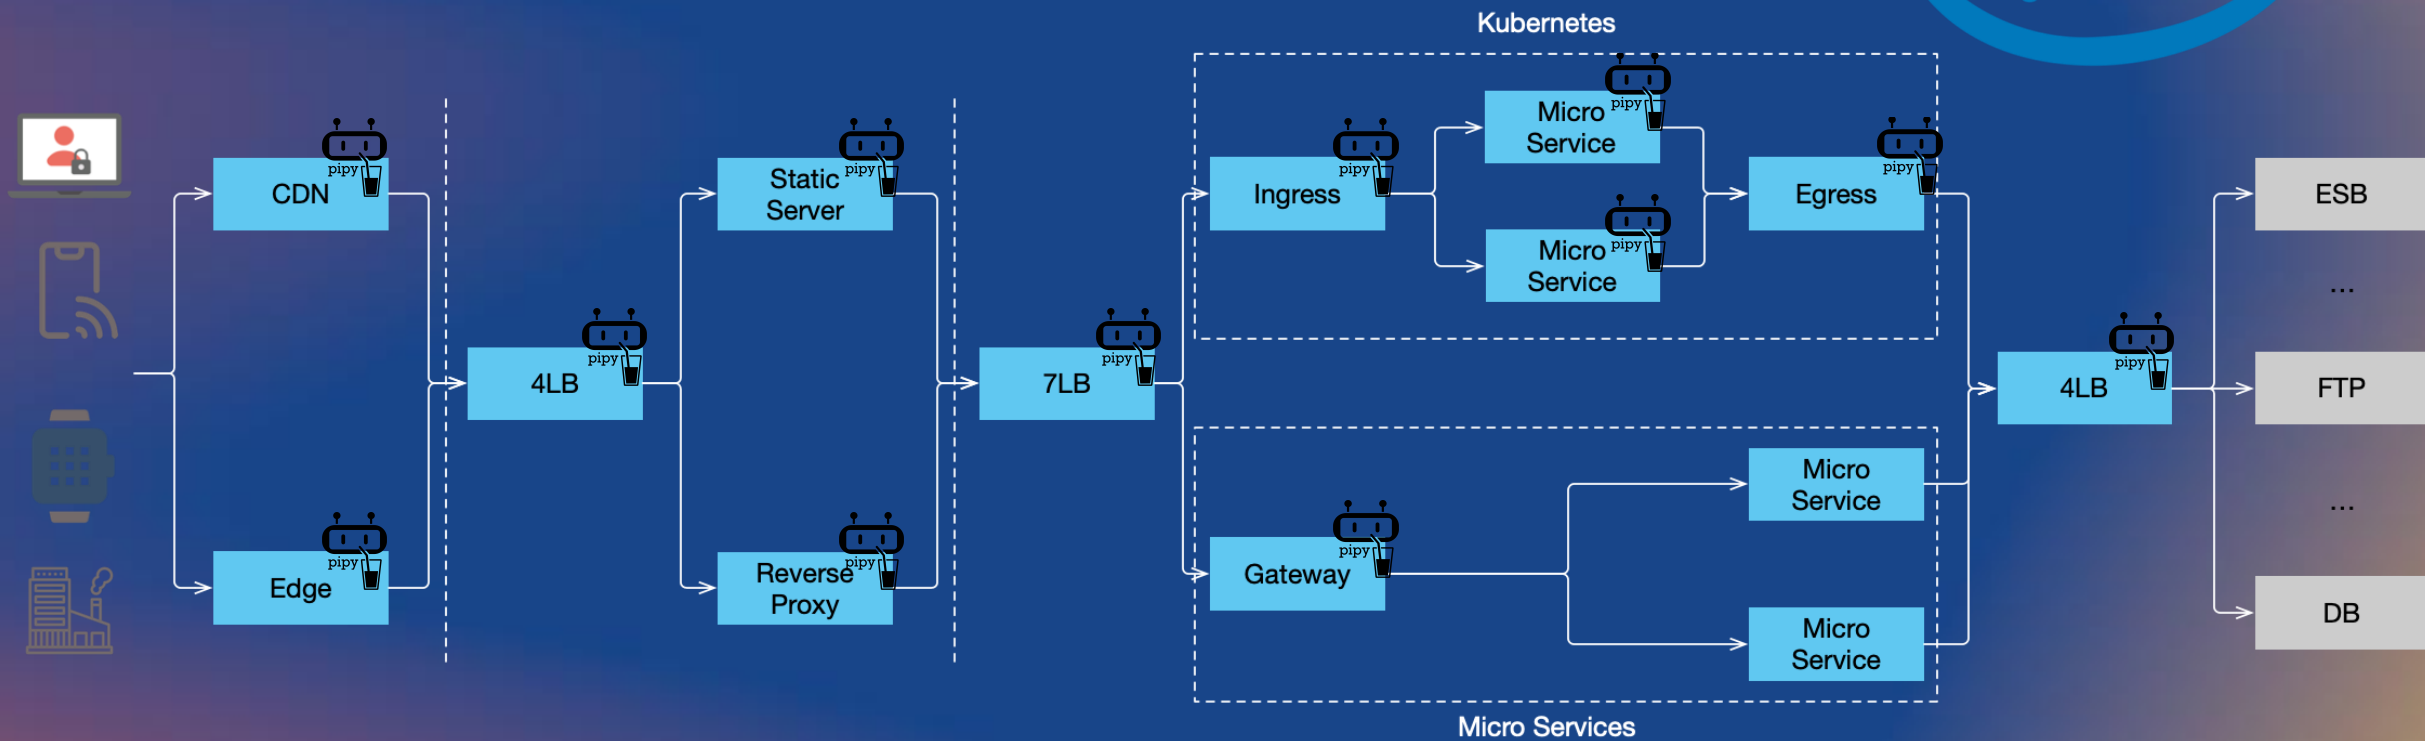 Kubernetes
CDN
pipy
Edge
pipy
4LB
pipy
Static
Server
pipy
Reverse
Proxy
pipy
7LB
pipy
Ingress
pipy
Micro
Service
pipy
Micro
Service
pipy
Egress
pipy
Gateway
pipy
Micro
Service
Micro
Service
Micro Services
4LB
pipy
ESB
...
FTP
...
DB